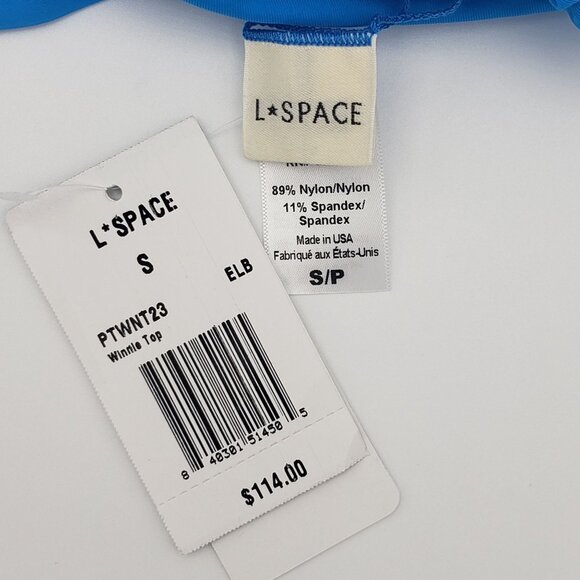 L★SPACE
89% Nylon/Nylon
11% Spandex/
Spandex
Made in USA
Fabriqué aux États-Unis
S/P
L*SPACE
S
ELB
PTWNT23
Winnie Top
8 40301 51450 5
$114.00